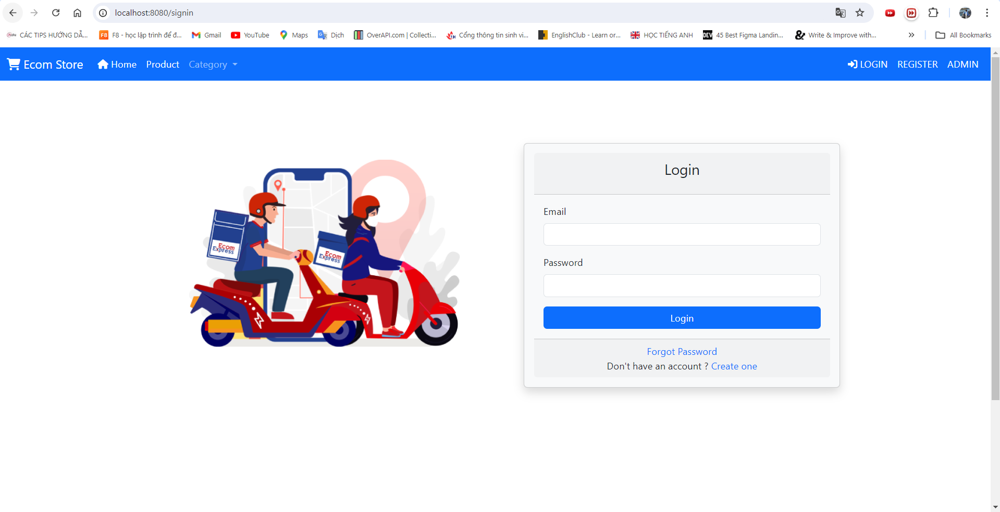 localhost:8080/signin
CÁC TIPS HƯỚNG DẪ... F8 - học lập trình để đ... Gmail YouTube Maps Dịch OverAPI.com | Collecti... Cổng thông tin sinh vi... EnglishClub - Learn or... HỌC TIẾNG ANH DEV 45 Best Figma Landin... Write & Improve with... All Bookmarks
Ecom Store Home Product Category LOGIN REGISTER ADMIN
Ecom
Express
Ecom
Express
Login
Email
Password
Login
Forgot Password
Don't have an account ? Create one